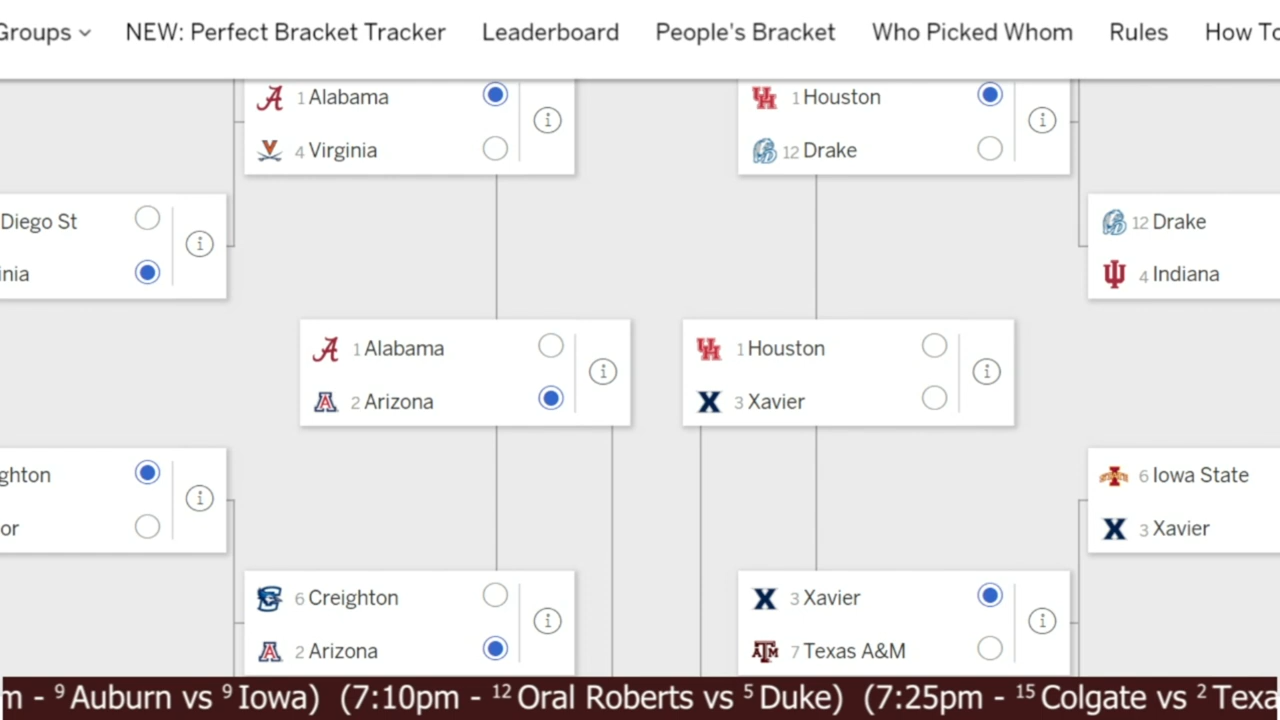 Groups NEW: Perfect Bracket Tracker Leaderboard People's Bracket Who Picked Whom Rules How To
1 Alabama
4 Virginia
1 Houston
12 Drake
Diego St
inia
12 Drake
4 Indiana
1 Alabama
2 Arizona
1 Houston
3 Xavier
ghton
or
6 Iowa State
3 Xavier
6 Creighton
2 Arizona
3 Xavier
7 Texas A&M
m - 9 Auburn vs 9 Iowa) (7:10pm - 12 Oral Roberts vs 5 Duke) (7:25pm - 15 Colgate vs 2 Texa